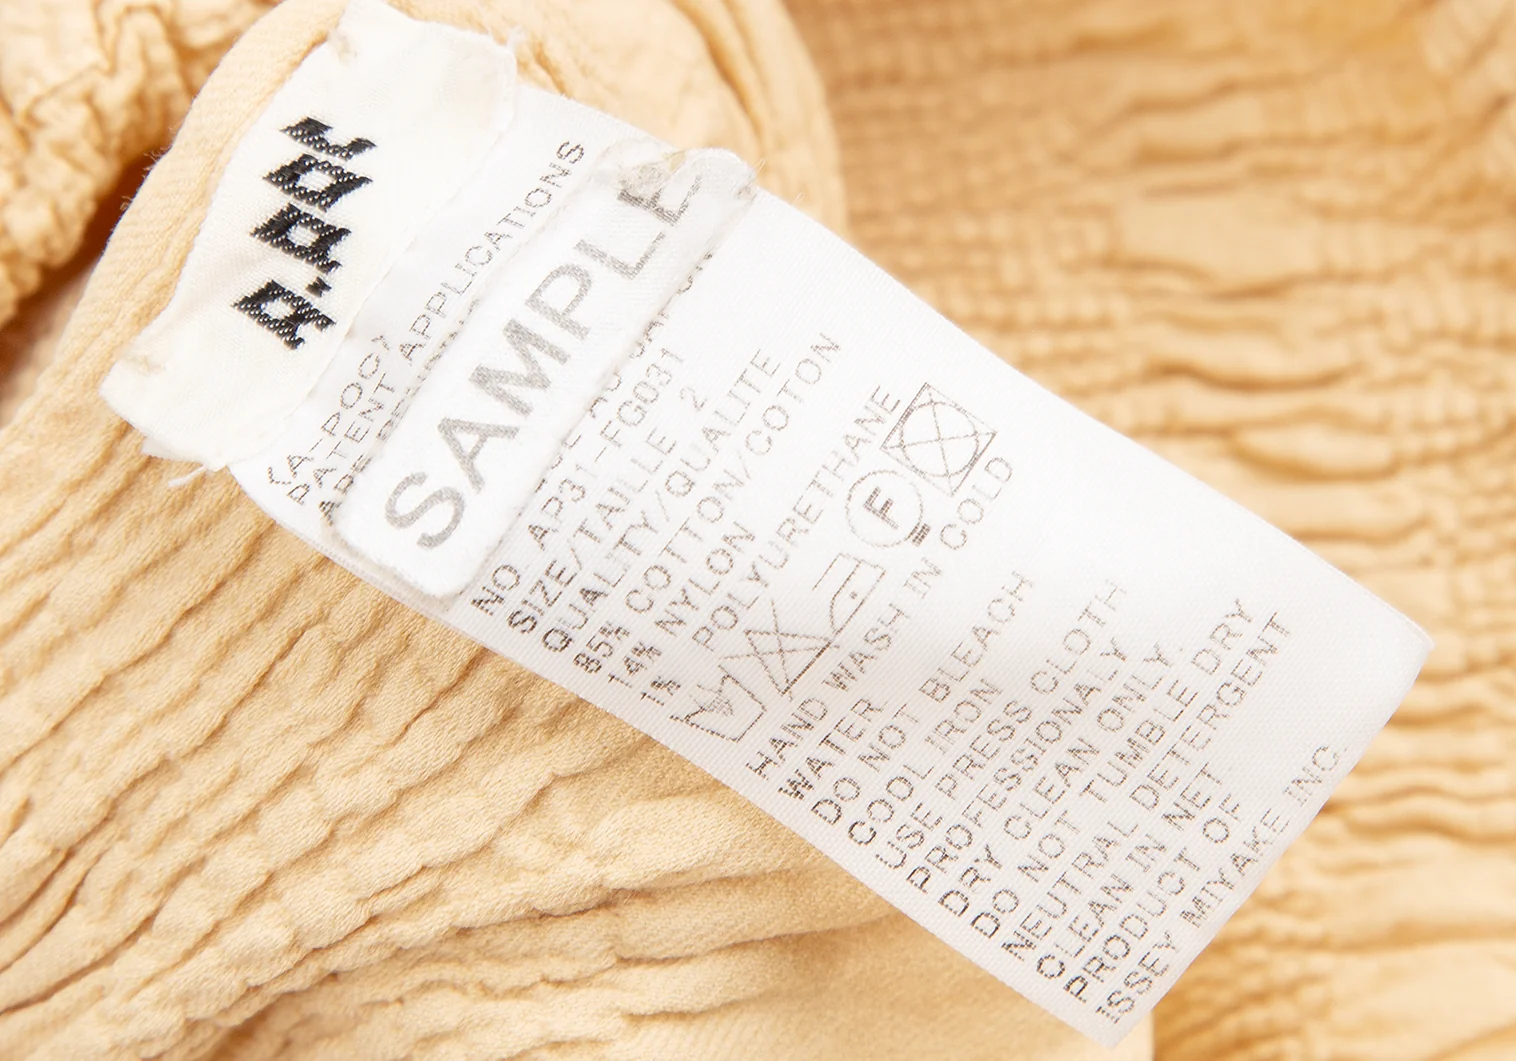 a.poc
(A-POC)
PATENT APPLICATIONS
SAMPLE
NO. AP31-FG031
SIZE/TAILLE 2
QUALITY/QUALITE
85% COTTON/COTON
14% NYLON
1% POLYURETHANE
F
HAND WASH IN COLD
WATER
DO NOT BLEACH
COOL IRON
USE PRESS CLOTH
PROFESSIONALY
DRY CLEAN ONLY.
DO NOT TUMBLE DRY
NEUTRAL DETERGENT
CLEAN IN NET
PRODUCT OF
ISSEY MIYAKE INC.